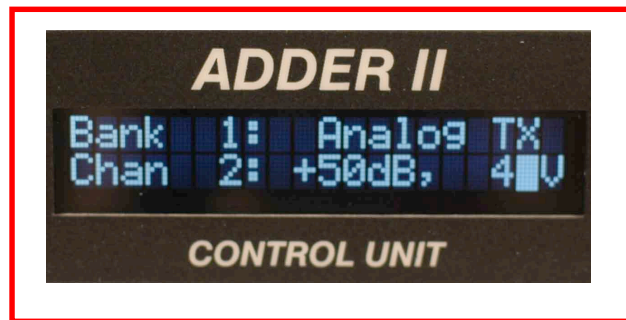 ADDER II
Bank 1: Analog TX
Chan 2: +50dB, 4█V
CONTROL UNIT